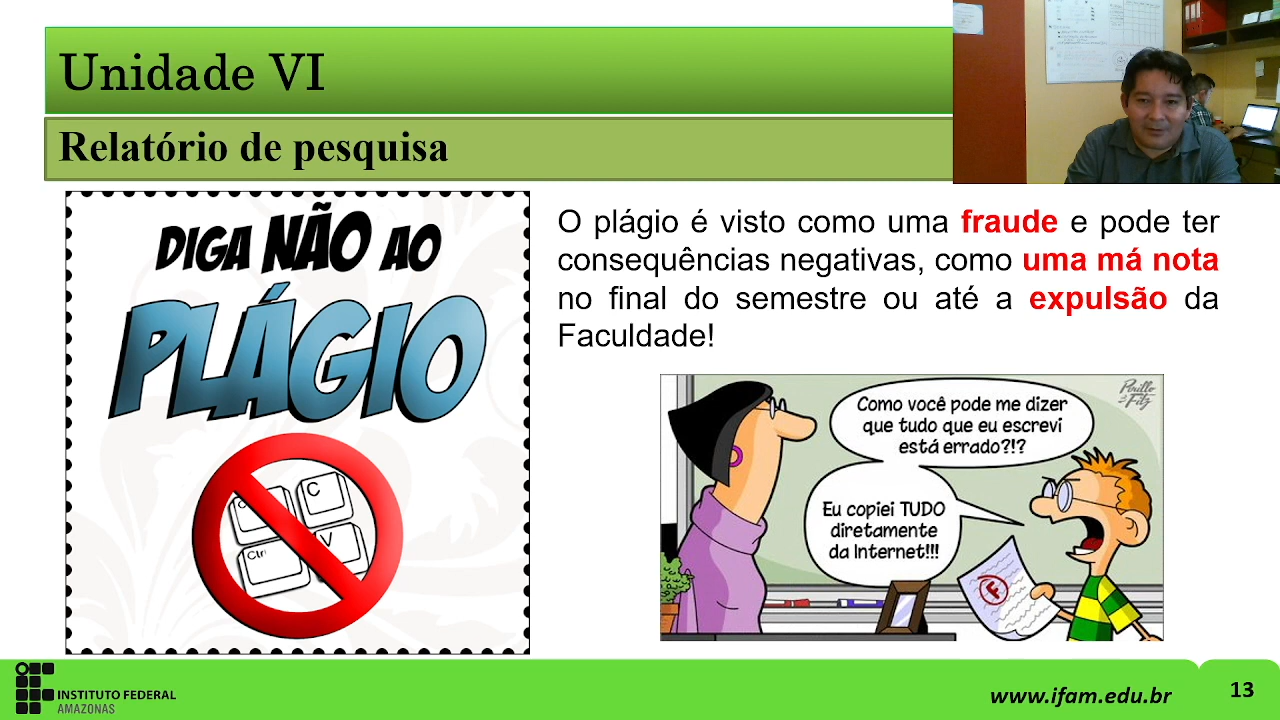 Unidade VI
Relatório de pesquisa
DIGA NÃO AO
PLÁGIO
C
Ctrl
V
O plágio é visto como uma fraude e pode ter
consequências negativas, como uma má nota
no final do semestre ou até a expulsão da
Faculdade!
Como você pode me dizer
que tudo que eu escrevi
está errado?!?
Eu copiei TUDO
diretamente
da Internet!!!
Pirillo
Fitz
F
INSTITUTO FEDERAL
AMAZONAS
www.ifam.edu.br
13